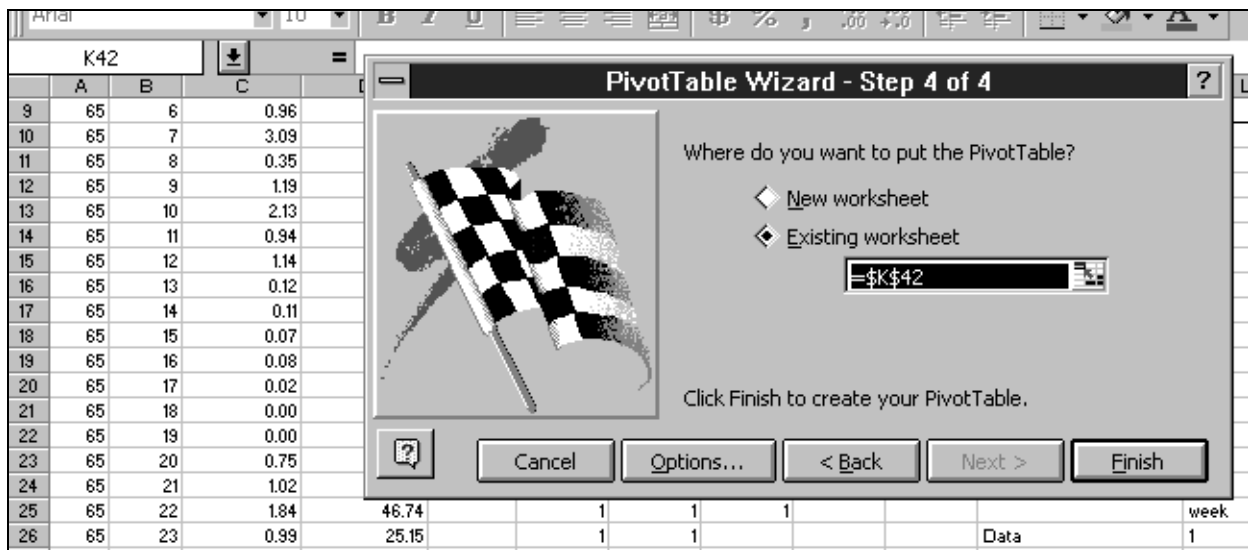 Arial 10 B I U $ % , .00 +.0
K42 =
PivotTable Wizard - Step 4 of 4 ?
A B C L
9 65 6 0.96
10 65 7 3.09
11 65 8 0.35
12 65 9 1.19
13 65 10 2.13
14 65 11 0.94
15 65 12 1.14
16 65 13 0.12
17 65 14 0.11
18 65 15 0.07
19 65 16 0.08
20 65 17 0.02
21 65 18 0.00
22 65 19 0.00
23 65 20 0.75
24 65 21 1.02
25 65 22 1.84 46.74 1 1 1 week
26 65 23 0.99 25.15 1 1 Data 1
Where do you want to put the PivotTable?
New worksheet
Existing worksheet
=$K$42
Click Finish to create your PivotTable.
Cancel Options... < Back Next > Finish